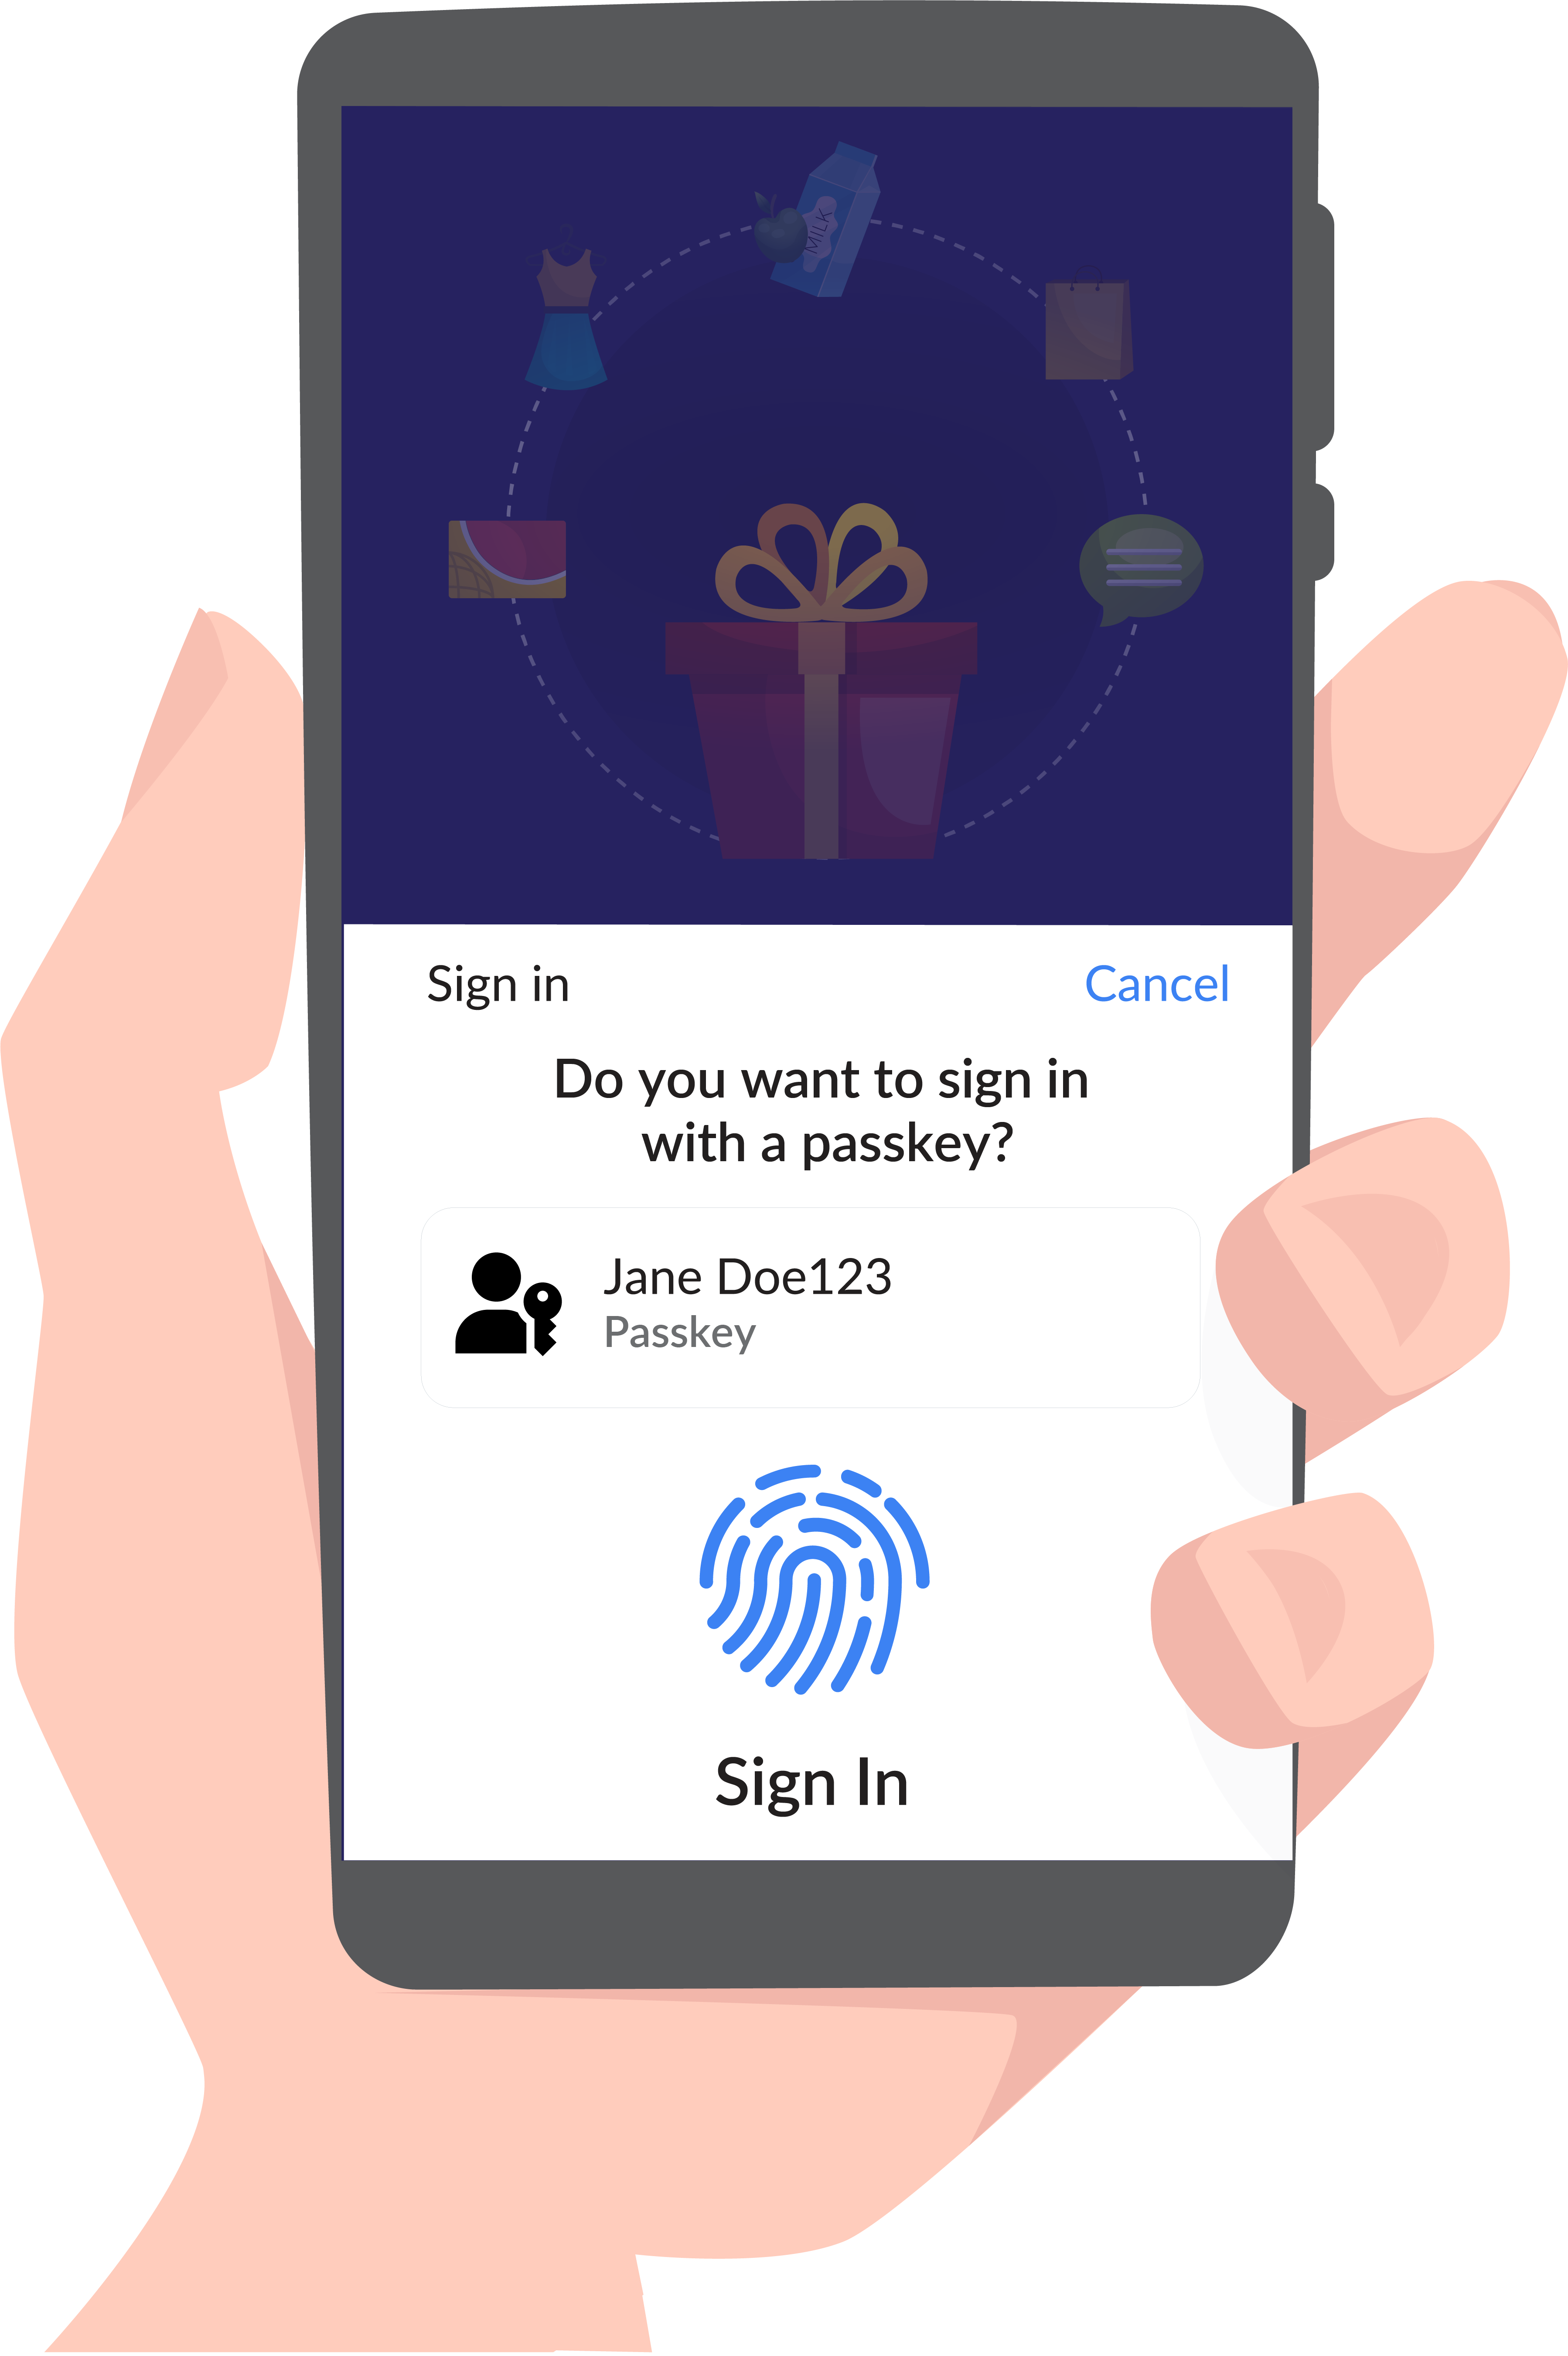 MILK
Sign in
Cancel
Do you want to sign in
with a passkey?
Jane Doe123
Passkey
Sign In